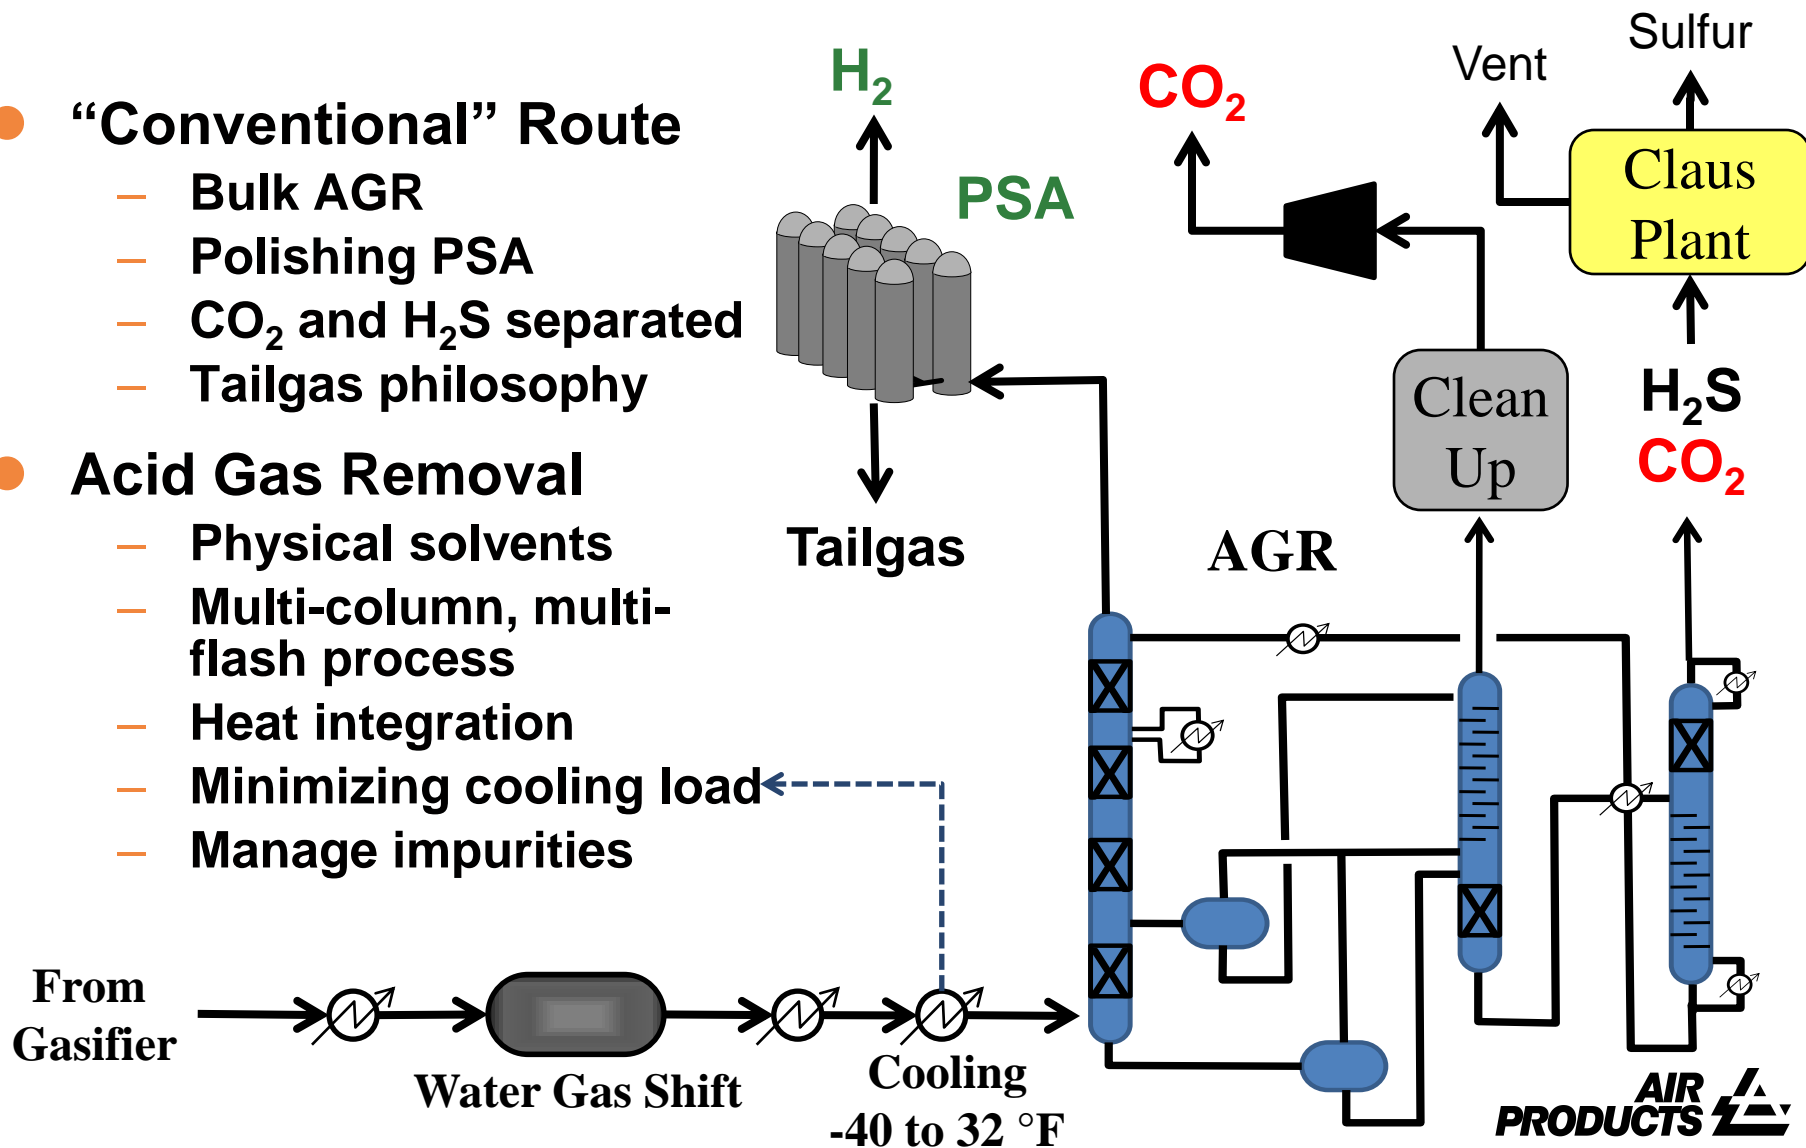 “Conventional” Route
– Bulk AGR
– Polishing PSA
– CO₂ and H₂S separated
– Tailgas philosophy
Acid Gas Removal
– Physical solvents
– Multi-column, multi-
flash process
– Heat integration
– Minimizing cooling load
– Manage impurities
H₂
PSA
Tailgas
CO₂
Vent
Sulfur
Claus
Plant
Clean
Up
H₂S
CO₂
AGR
From
Gasifier
Water Gas Shift
Cooling
-40 to 32 °F
AIR
PRODUCTS